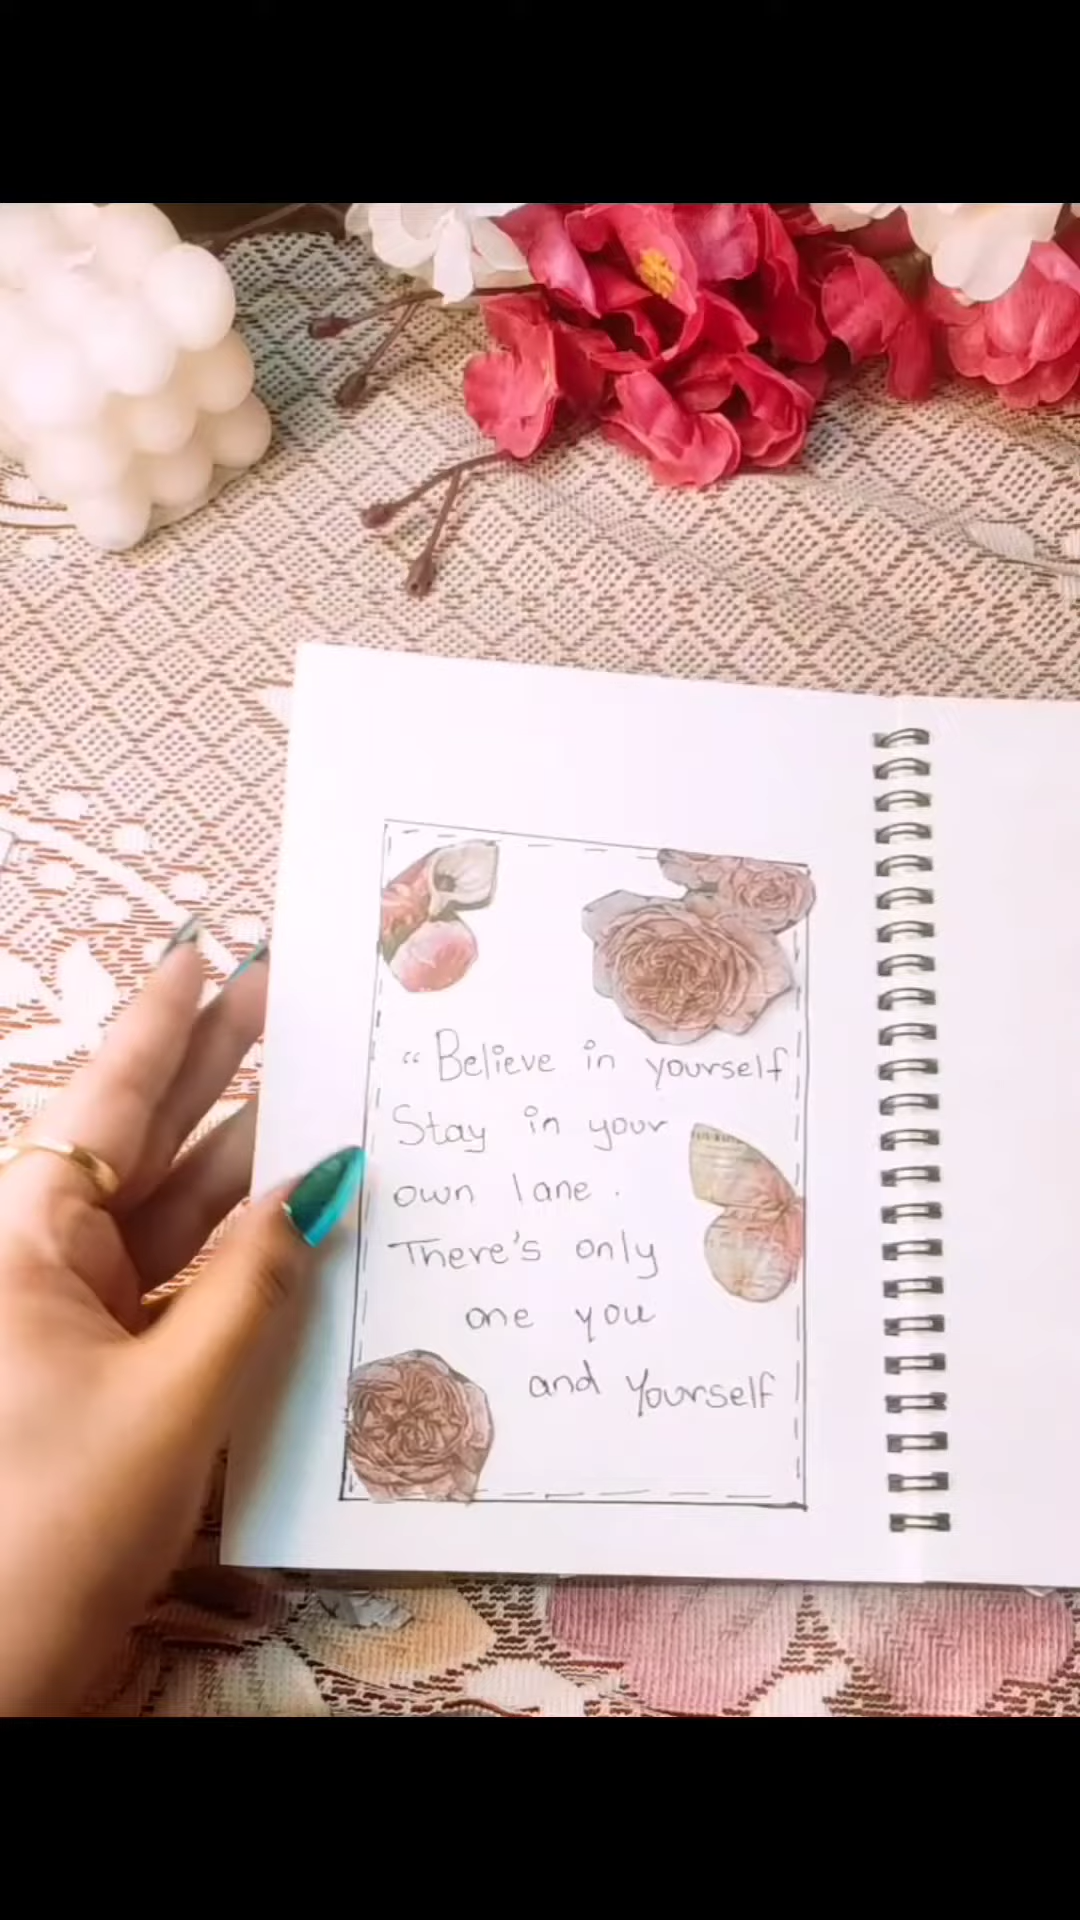 “ Believe in yourself
Stay in your
own lane .
There's only
one you
and Yourself